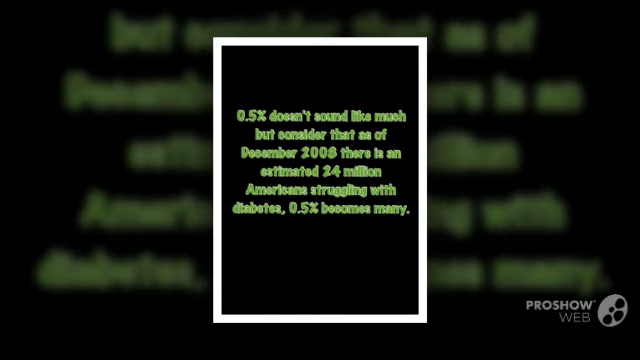 0.5% doesn't sound like much
but consider that as of
December 2008 there is an
estimated 24 million
Americans struggling with
diabetes, 0.5% becomes many.
PROSHOW
WEB